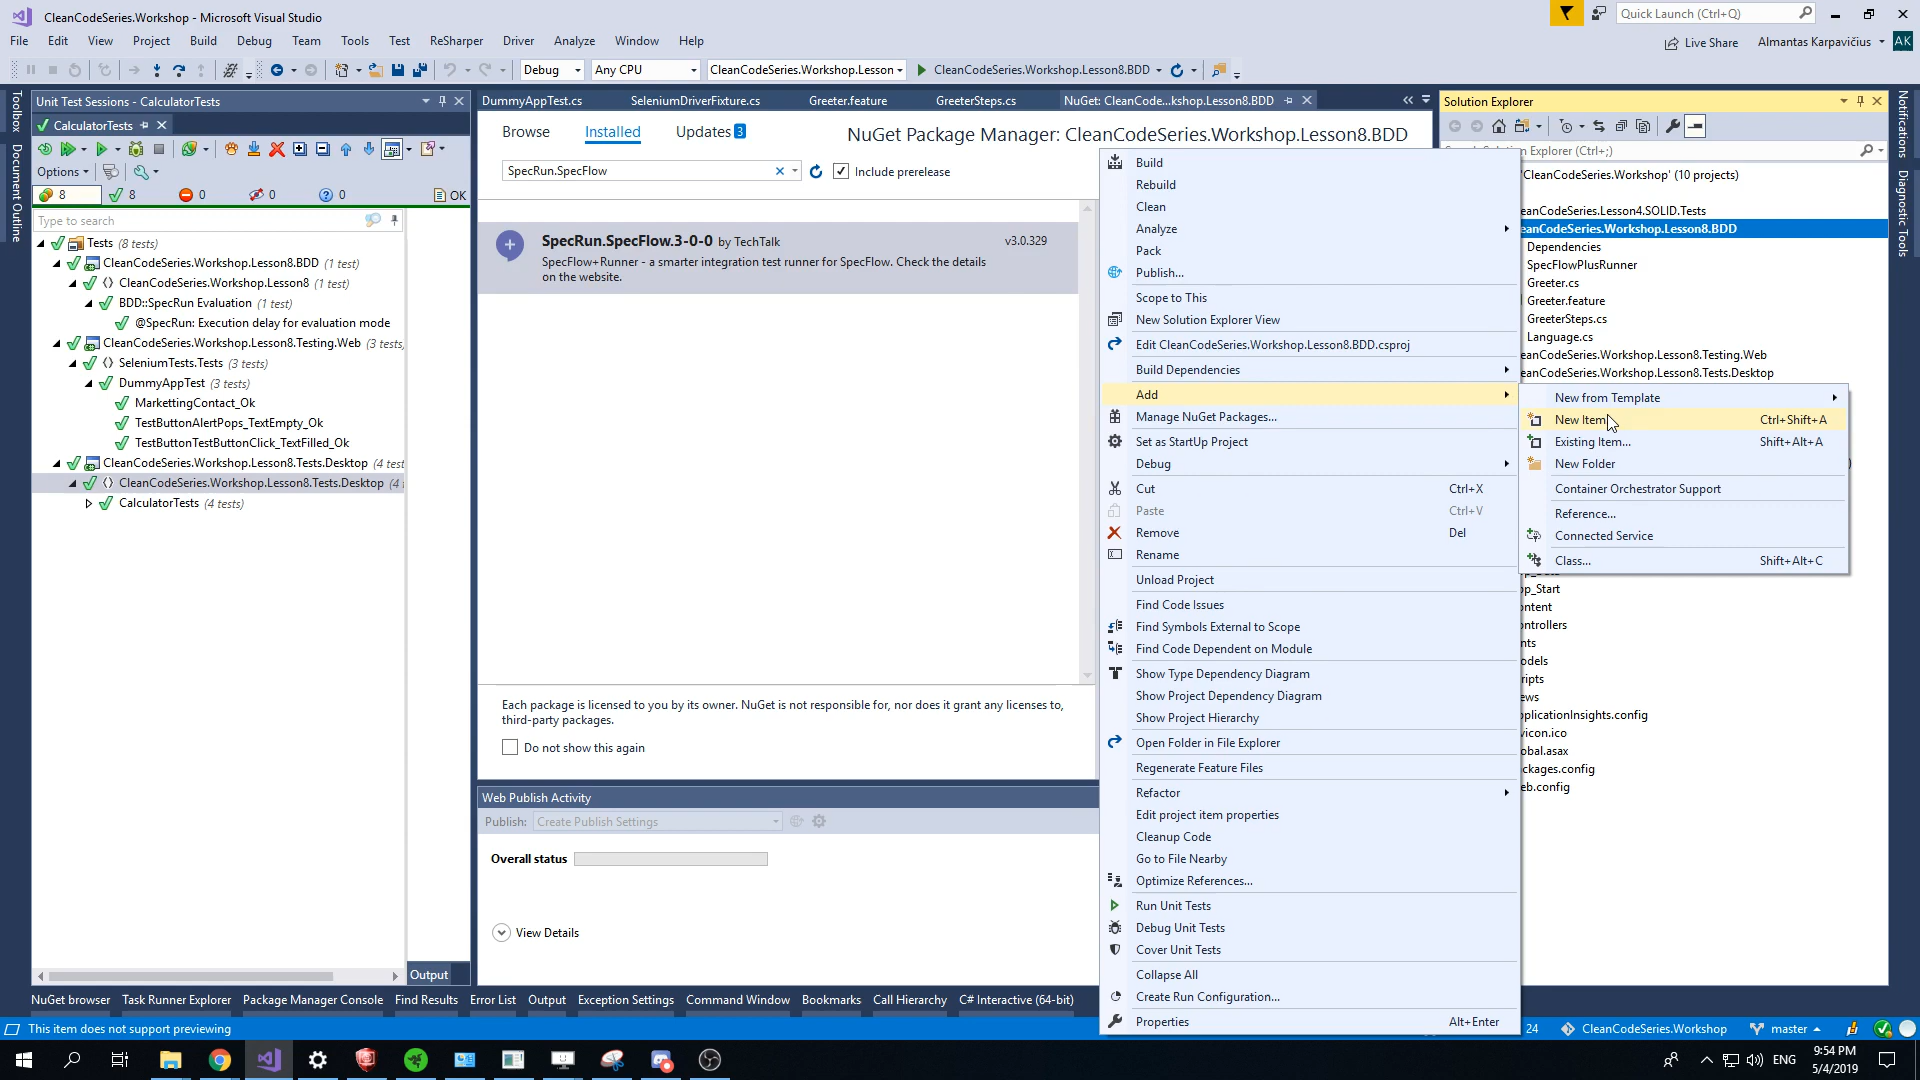 CleanCodeSeries.Workshop - Microsoft Visual Studio
Quick Launch (Ctrl+Q)
File Edit View Project Build Debug Team Tools Test ReSharper Driver Analyze Window Help
Live Share Almantas Karpavičius AK
Debug Any CPU CleanCodeSeries.Workshop.Lesson CleanCodeSeries.Workshop.Lesson8.BDD
Toolbox
Document Outline
Unit Test Sessions - CalculatorTests
CalculatorTests
Options
8 8 0 0 0 OK
Type to search
Tests (8 tests)
CleanCodeSeries.Workshop.Lesson8.BDD (1 test)
CleanCodeSeries.Workshop.Lesson8 (1 test)
BDD::SpecRun Evaluation (1 test)
@SpecRun: Execution delay for evaluation mode
CleanCodeSeries.Workshop.Lesson8.Testing.Web (3 tests,
SeleniumTests.Tests (3 tests)
DummyAppTest (3 tests)
MarkettingContact_Ok
TestButtonAlertPops_TextEmpty_Ok
TestButtonTestButtonClick_TextFilled_Ok
CleanCodeSeries.Workshop.Lesson8.Tests.Desktop (4 test
CleanCodeSeries.Workshop.Lesson8.Tests.Desktop (4
CalculatorTests (4 tests)
Output
DummyAppTest.cs SeleniumDriverFixture.cs Greeter.feature GreeterSteps.cs NuGet: CleanCode...kshop.Lesson8.BDD
Browse Installed Updates 3
NuGet Package Manager: CleanCodeSeries.Workshop.Lesson8.BDD
SpecRun.SpecFlow
Include prerelease
SpecRun.SpecFlow.3-0-0 by TechTalk
v3.0.329
SpecFlow+Runner - a smarter integration test runner for SpecFlow. Check the details
on the website.
Each package is licensed to you by its owner. NuGet is not responsible for, nor does it grant any licenses to,
third-party packages.
Do not show this again
Web Publish Activity
Publish: Create Publish Settings
Overall status
View Details
Build
Rebuild
Clean
Analyze
Pack
Publish...
Scope to This
New Solution Explorer View
Edit CleanCodeSeries.Workshop.Lesson8.BDD.csproj
Build Dependencies
Add
Manage NuGet Packages...
Set as StartUp Project
Debug
Cut Ctrl+X
Paste Ctrl+V
Remove Del
Rename
Unload Project
Find Code Issues
Find Symbols External to Scope
Find Code Dependent on Module
Show Type Dependency Diagram
Show Project Dependency Diagram
Show Project Hierarchy
Open Folder in File Explorer
Regenerate Feature Files
Refactor
Edit project item properties
Cleanup Code
Go to File Nearby
Optimize References...
Run Unit Tests
Debug Unit Tests
Cover Unit Tests
Collapse All
Create Run Configuration...
Properties Alt+Enter
New from Template
New Item Ctrl+Shift+A
Existing Item... Shift+Alt+A
New Folder
Container Orchestrator Support
Reference...
Connected Service
Class... Shift+Alt+C
Solution Explorer
Explorer (Ctrl+;)
'CleanCodeSeries.Workshop' (10 projects)
eanCodeSeries.Lesson4.SOLID.Tests
eanCodeSeries.Workshop.Lesson8.BDD
Dependencies
SpecFlowPlusRunner
Greeter.cs
Greeter.feature
GreeterSteps.cs
Language.cs
eanCodeSeries.Workshop.Lesson8.Testing.Web
eanCodeSeries.Workshop.Lesson8.Tests.Desktop
pp_Start
ontent
ontrollers
nts
odels
ripts
ews
pplicationInsights.config
vicon.ico
obal.asax
ckages.config
eb.config
Notifications
Diagnostic Tools
NuGet browser Task Runner Explorer Package Manager Console Find Results Error List Output Exception Settings Command Window Bookmarks Call Hierarchy C# Interactive (64-bit)
This item does not support previewing
24 CleanCodeSeries.Workshop master
ENG
9:54 PM
5/4/2019